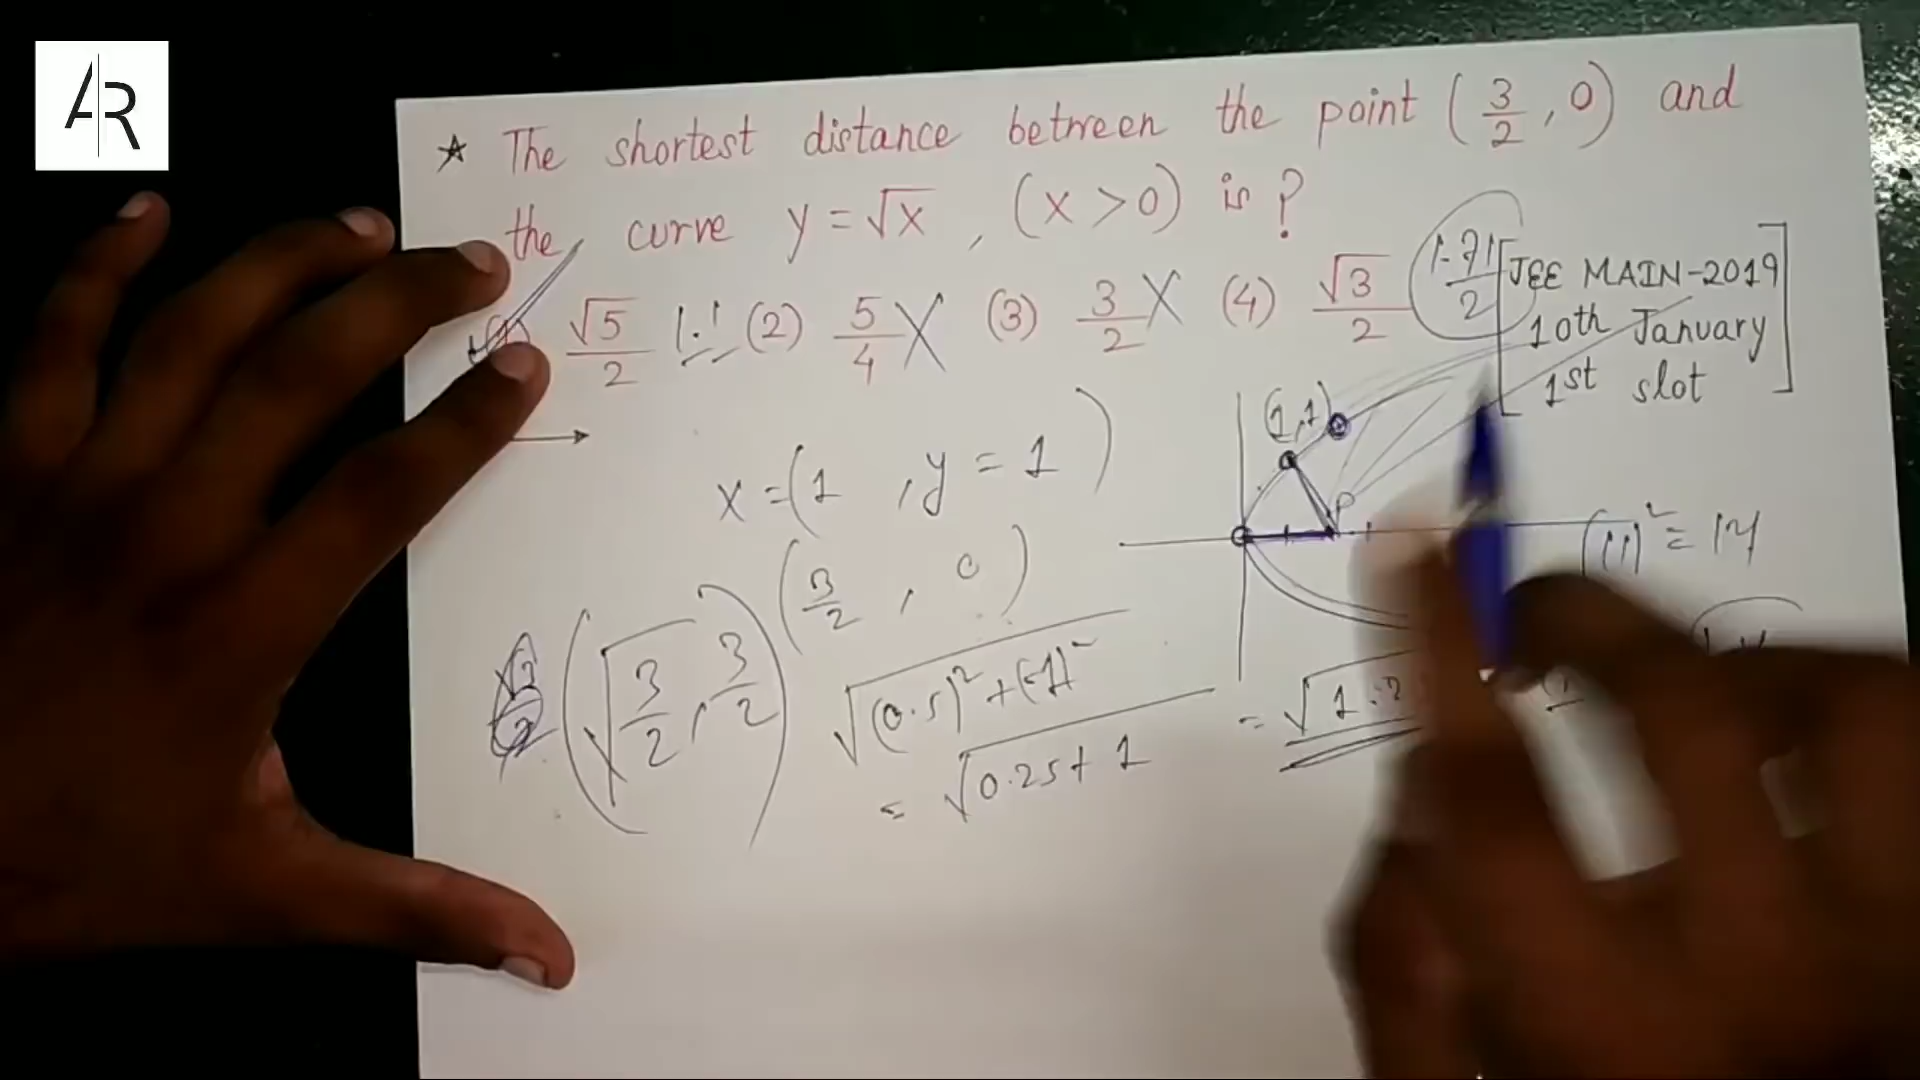 AR
★ The shortest distance between the point (3/2, 0) and
the curve y = √x , (x > 0) is ?
√5/2 1.1 (2) 5/4 X (3) 3/2 X (4) √3/2 1.71/2
[JEE MAIN-2019
10th January
1st slot]
(1,1)
P
x = (1 , y = 1)
(3/2 , 0)
(√3/2 , 3/2)
(11)² = 14
√(0.5)² + (-1)²
= √0.25 + 1
= √1.2